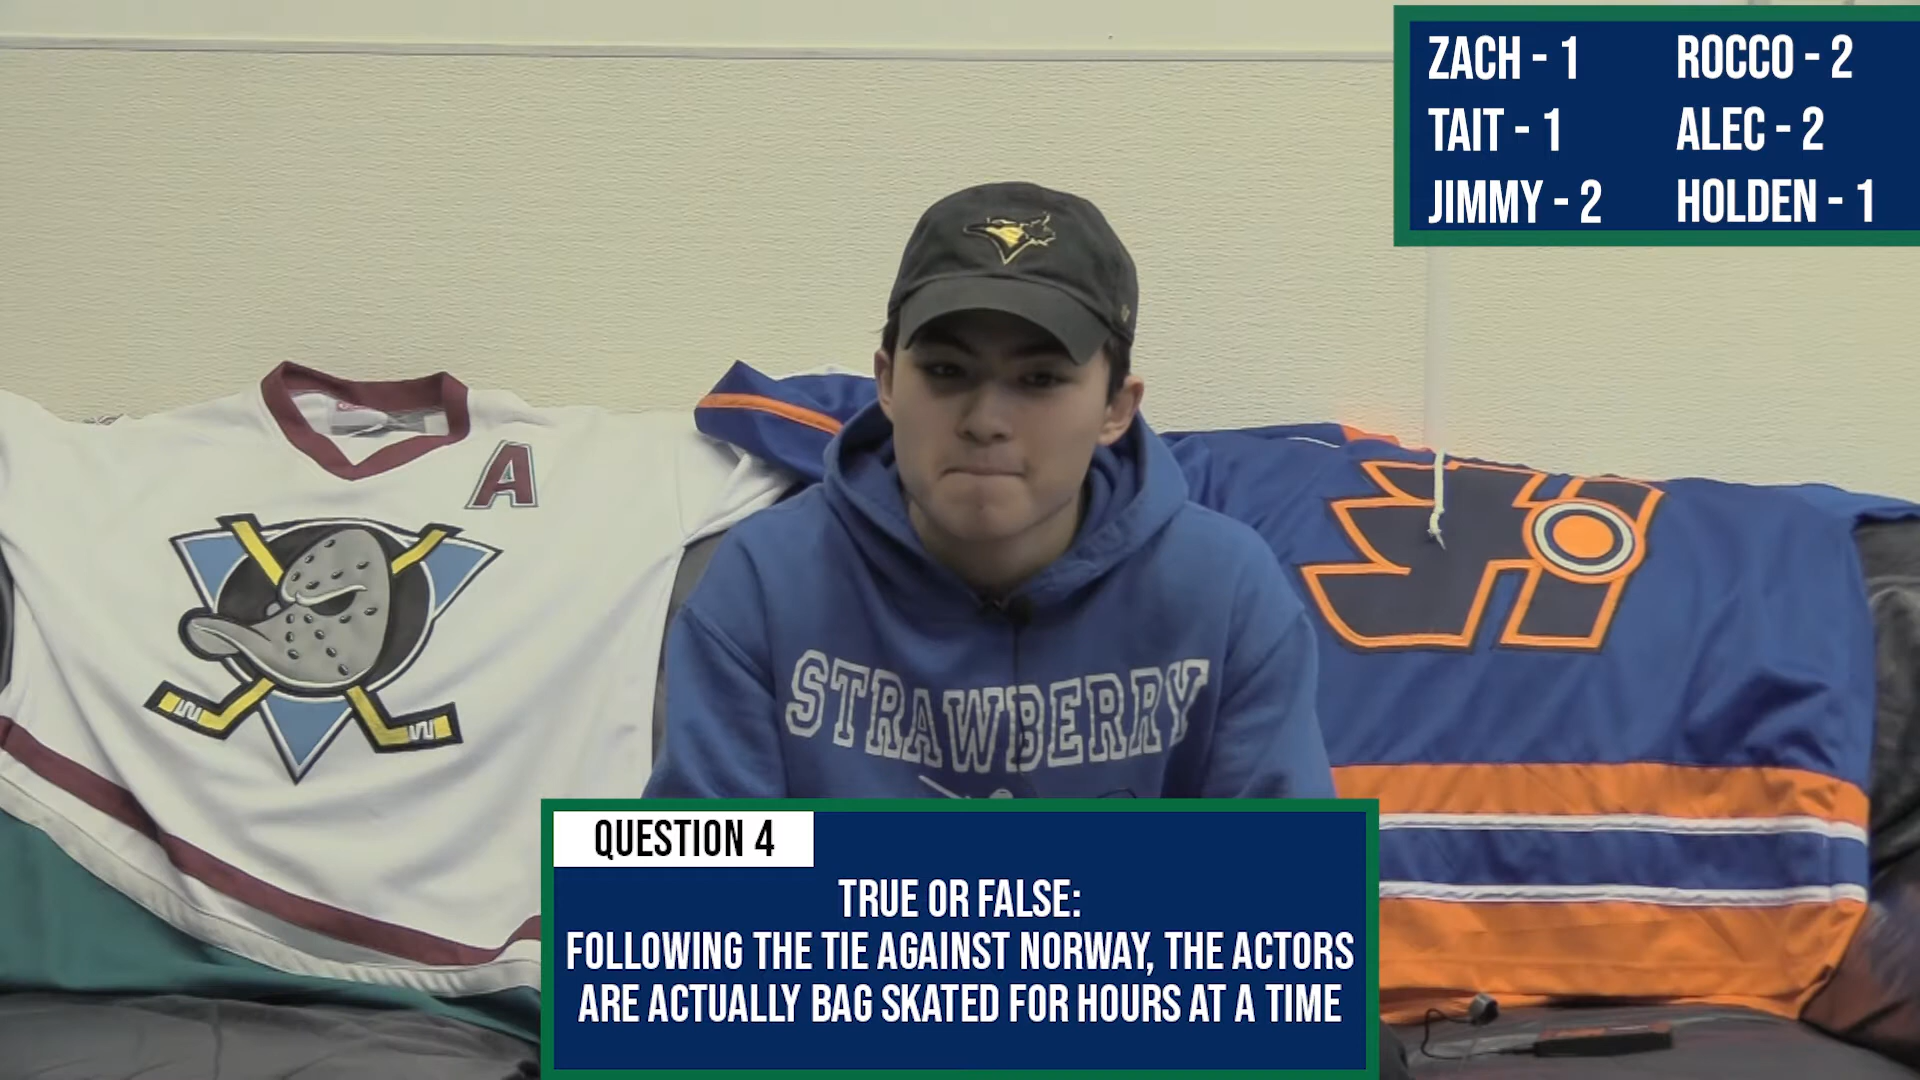 ZACH - 1
ROCCO - 2
TAIT - 1
ALEC - 2
JIMMY - 2
HOLDEN - 1
A
STRAWBERRY
QUESTION 4
TRUE OR FALSE:
FOLLOWING THE TIE AGAINST NORWAY, THE ACTORS
ARE ACTUALLY BAG SKATED FOR HOURS AT A TIME